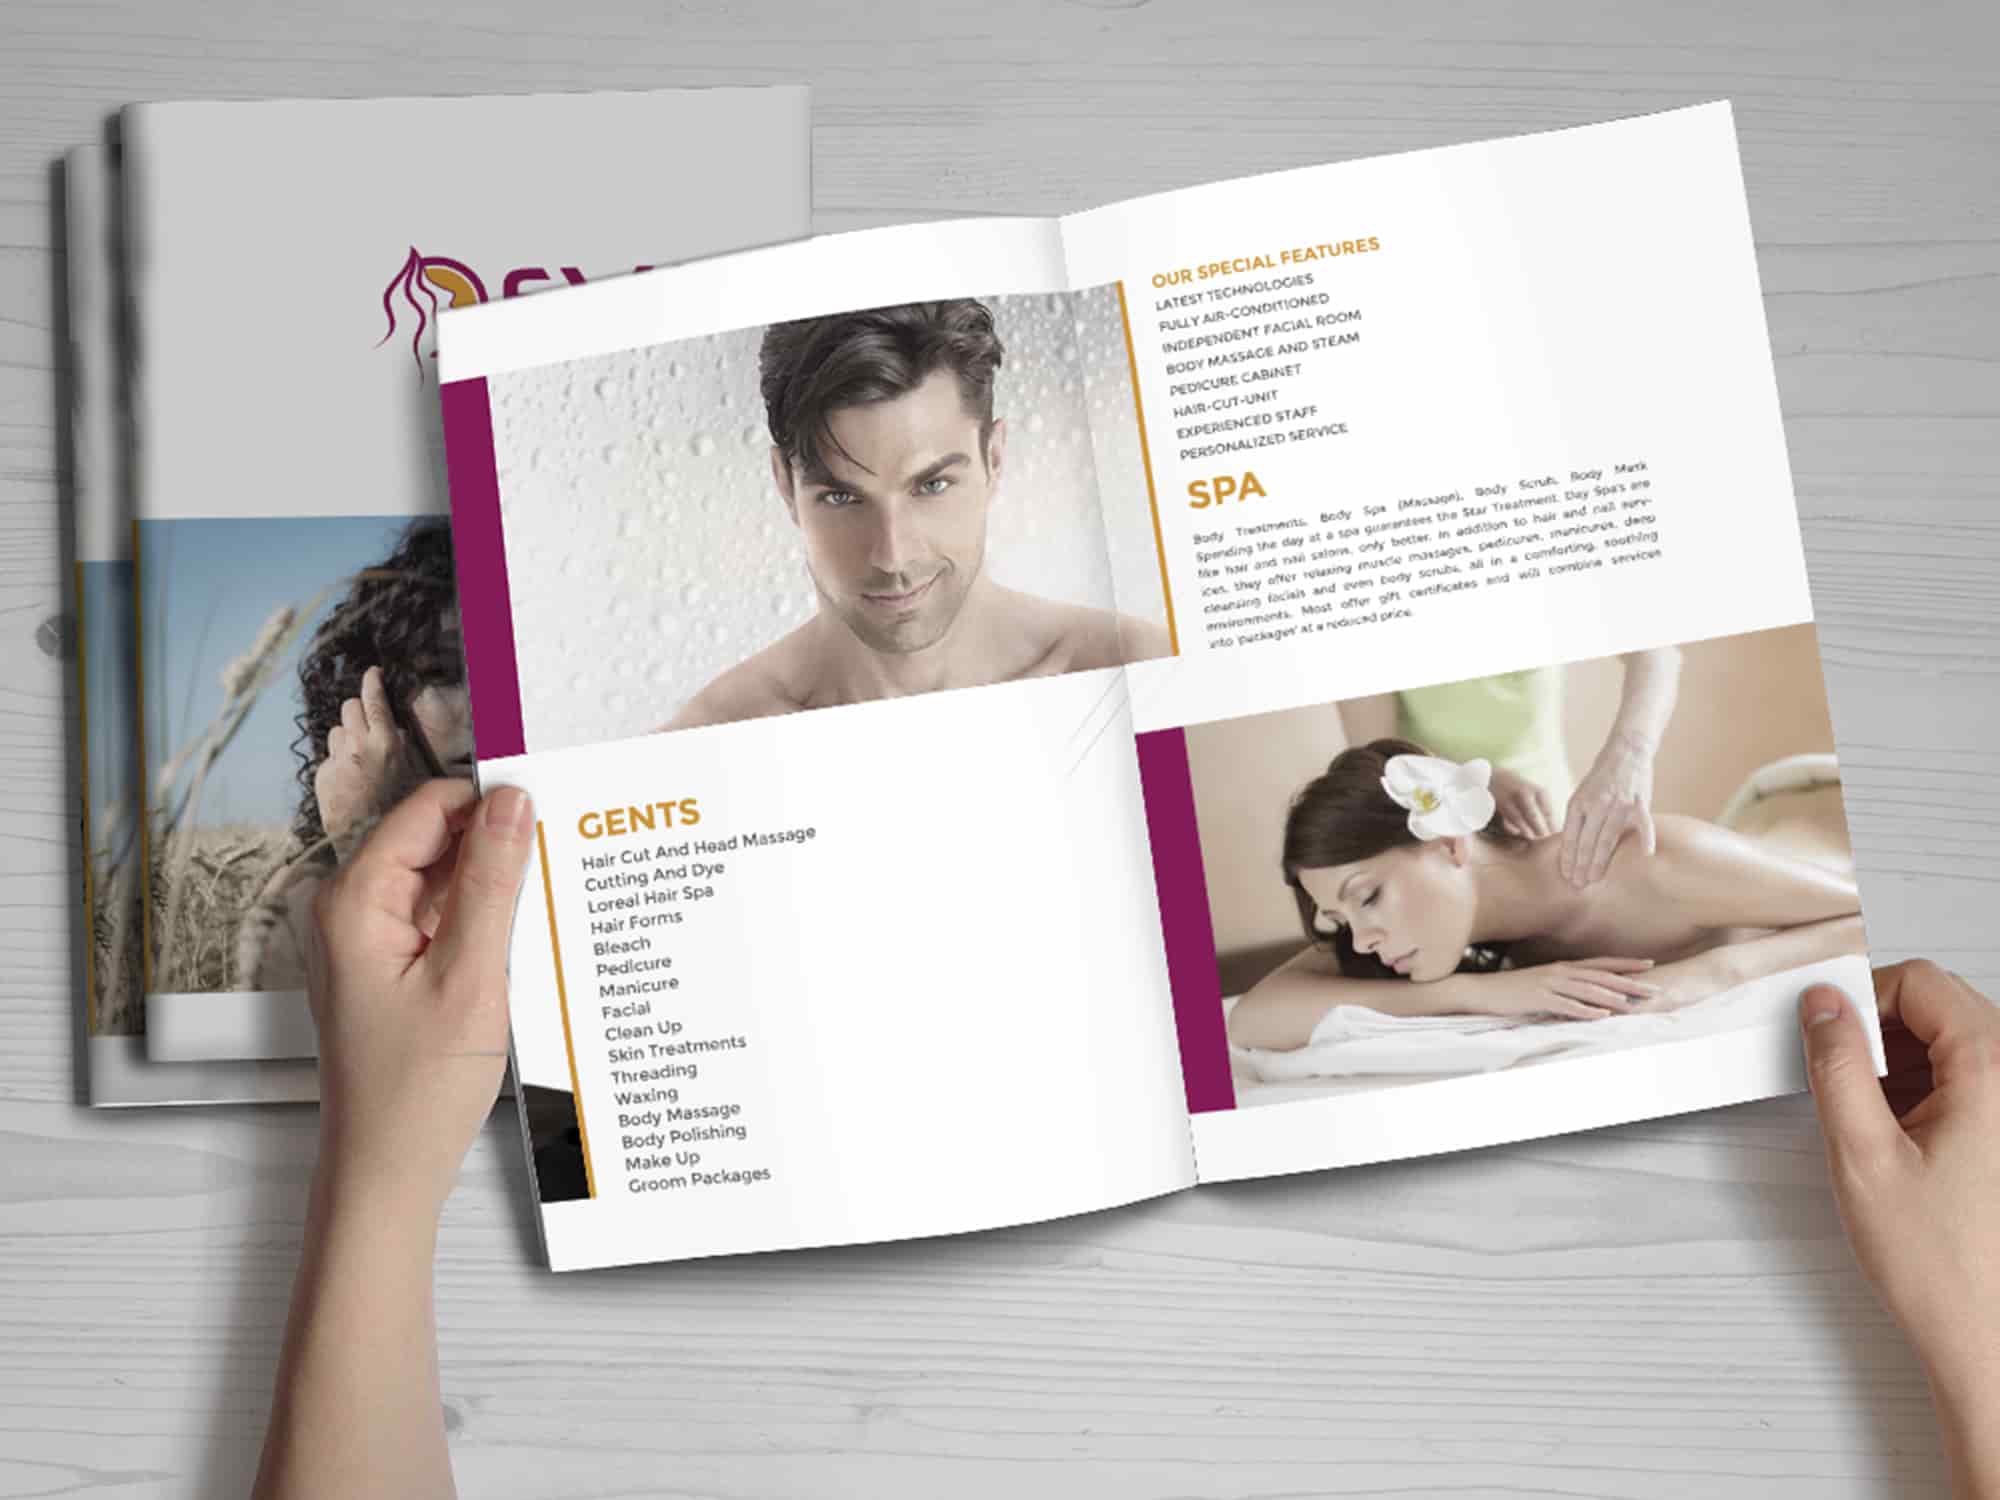 GENTS
Hair Cut And Head Massage
Cutting And Dye
Loreal Hair Spa
Hair Forms
Bleach
Pedicure
Manicure
Facial
Clean Up
Skin Treatments
Threading
Waxing
Body Massage
Body Polishing
Make Up
Groom Packages
OUR SPECIAL FEATURES
LATEST TECHNOLOGIES
FULLY AIR-CONDITIONED
INDEPENDENT FACIAL ROOM
BODY MASSAGE AND STEAM
PEDICURE CABINET
HAIR-CUT-UNIT
EXPERIENCED STAFF
PERSONALIZED SERVICE
SPA
Body Treatments, Body Spa (Massage), Body Scrub, Body Mask
Spending the day at a spa guarantees the Star Treatment. Day Spa's are
like hair and nail salons, only better. In addition to hair and nail serv-
ices, they offer relaxing muscle massages, pedicures, manicures, deep
cleansing facials and even body scrubs, all in a comforting, soothing
environments. Most offer gift certificates and will combine services
into 'packages' at a reduced price.